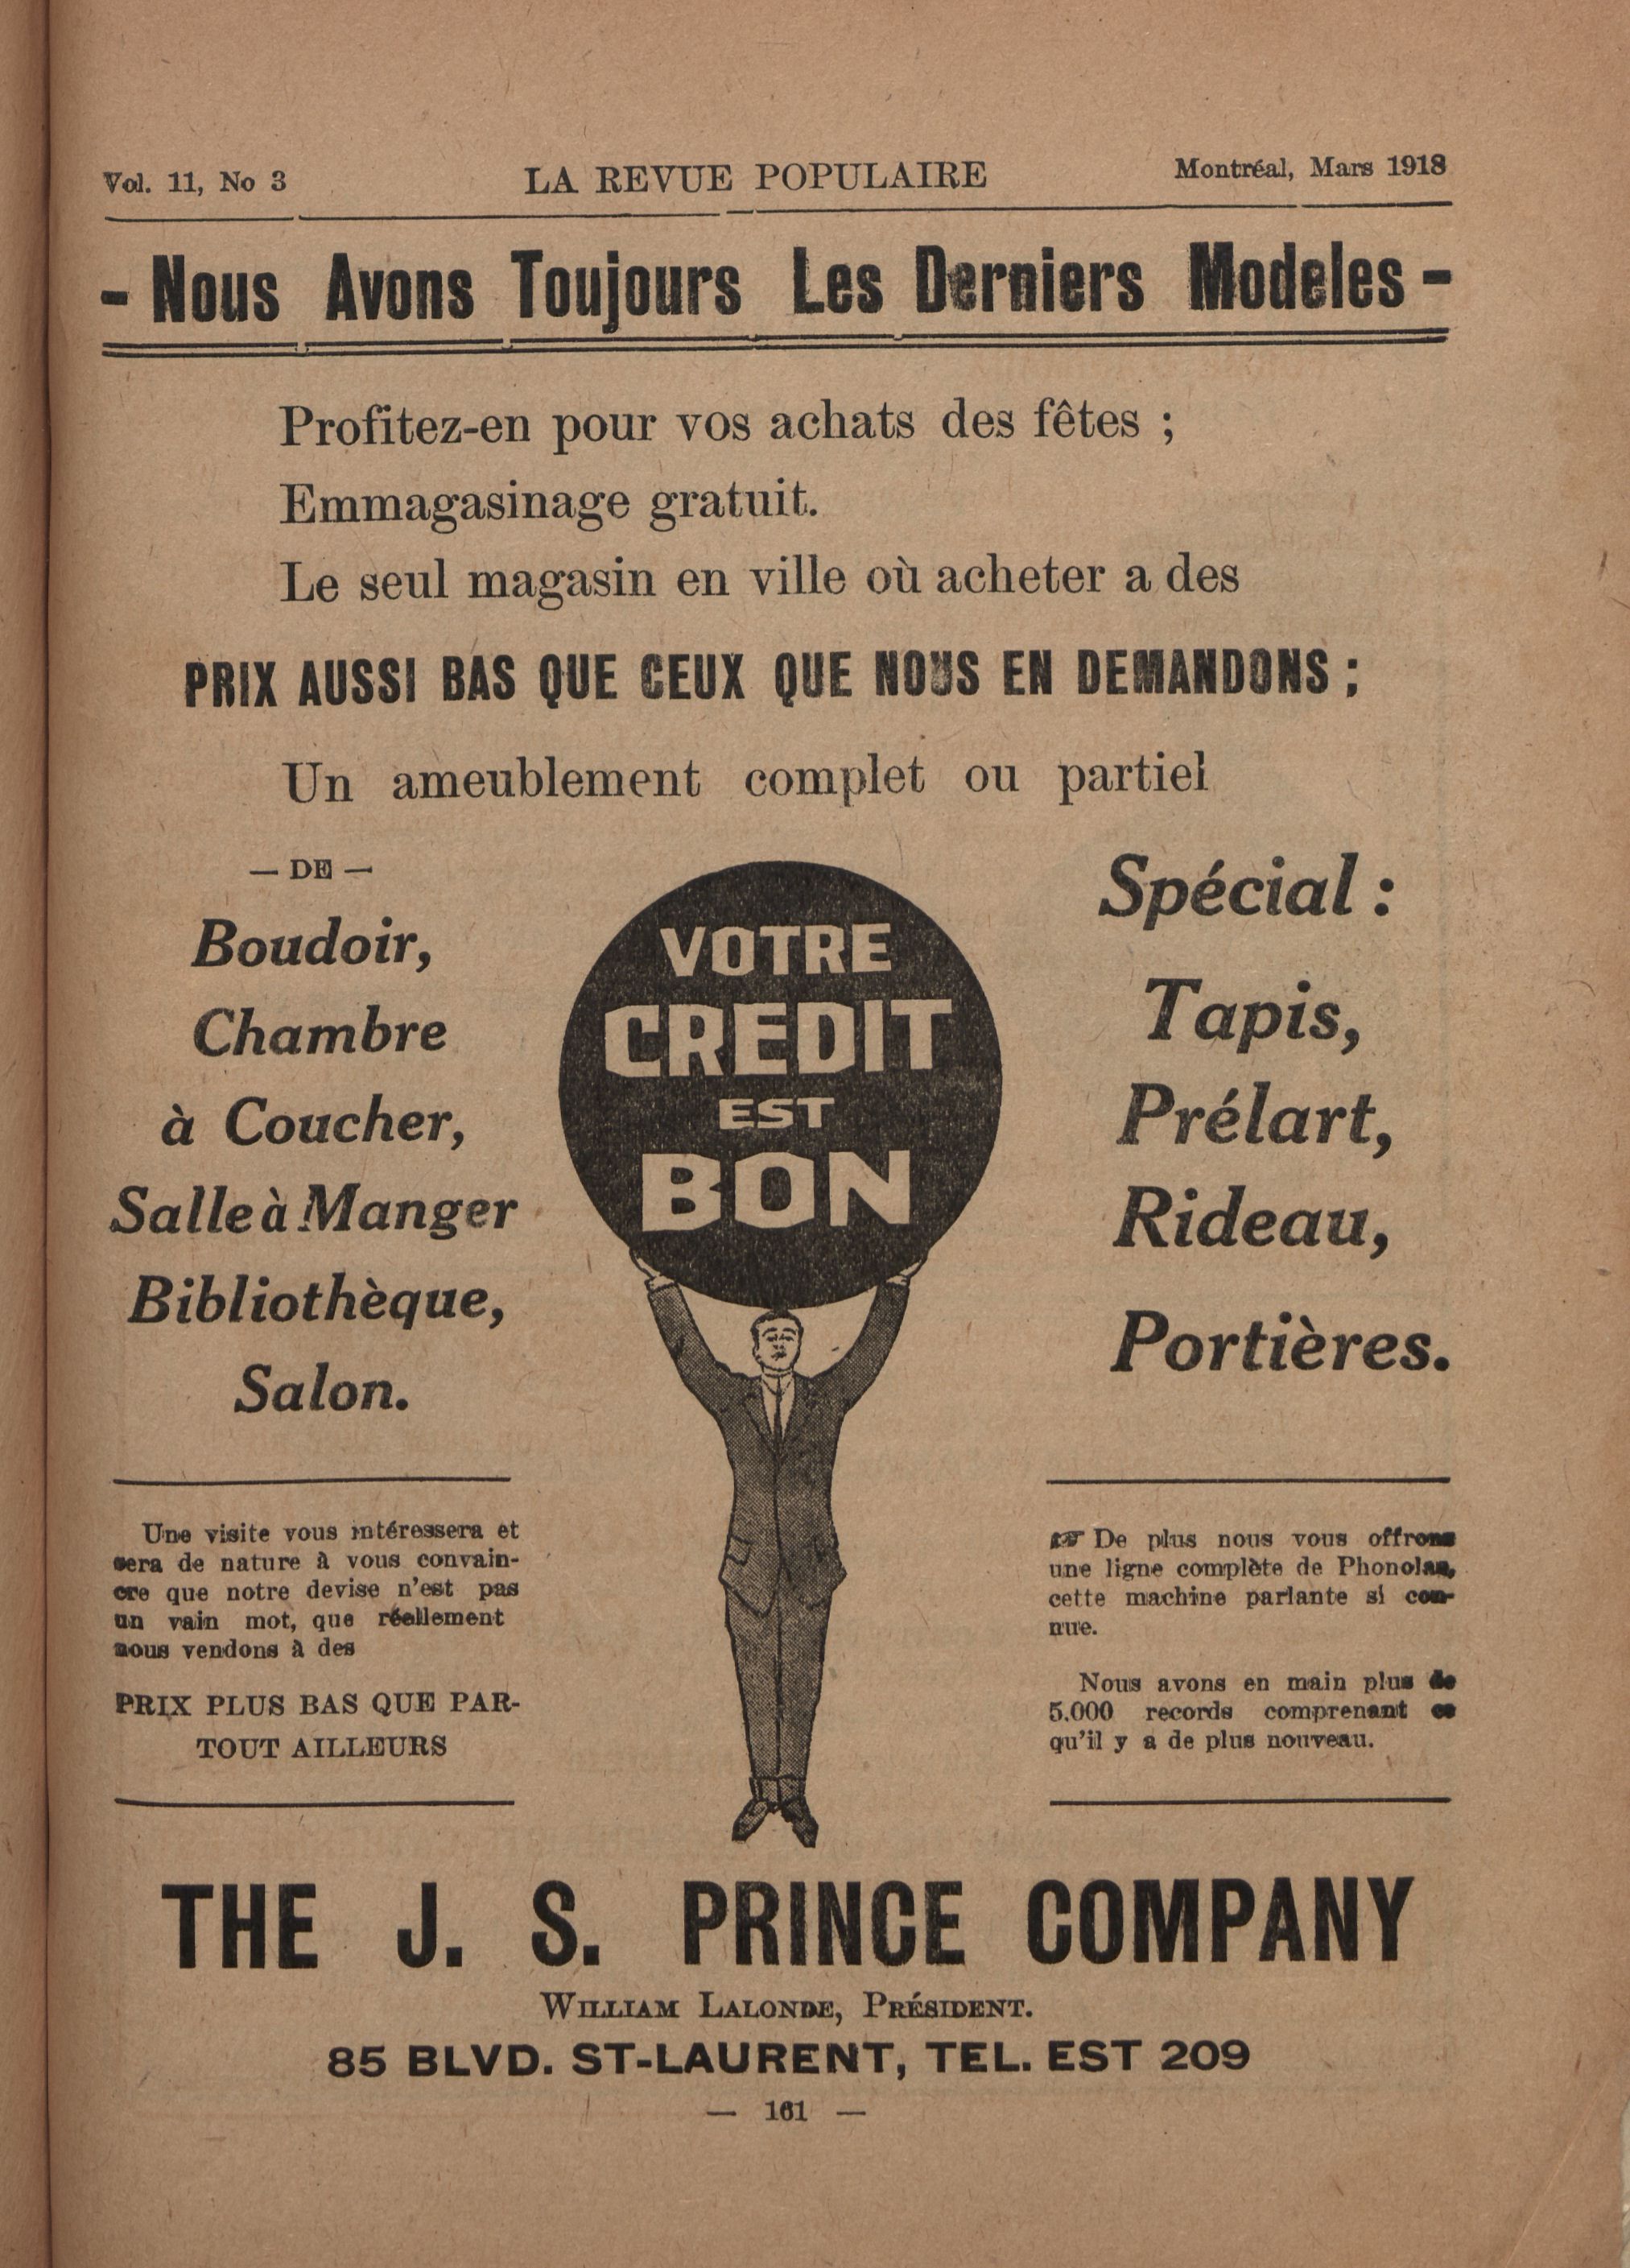 Vol. 11, No 3
LA REVUE POPULAIRE
Montréal, Mars 1918
- Nous Avons Toujours Les Derniers Modeles -
Profitez-en pour vos achats des fêtes ;
Emmagasinage gratuit.
Le seul magasin en ville où acheter a des
PRIX AUSSI BAS QUE CEUX QUE NOUS EN DEMANDONS ;
Un ameublement complet ou partiel
— DE —
Boudoir,
Chambre
à Coucher,
Salle à Manger
Bibliothèque,
Salon.
VOTRE
CREDIT
EST
BON
Spécial :
Tapis,
Prélart,
Rideau,
Portières.
Une visite vous intéressera et
sera de nature à vous convain-
cre que notre devise n'est pas
un vain mot, que réellement
nous vendons à des
PRIX PLUS BAS QUE PAR-
TOUT AILLEURS
☞ De plus nous vous offrons
une ligne complète de Phonolas,
cette machine parlante si con-
nue.
Nous avons en main plus de
5.000 records comprenant ce
qu'il y a de plus nouveau.
THE J. S. PRINCE COMPANY
WILLIAM LALONDE, PRÉSIDENT.
85 BLVD. ST-LAURENT, TEL. EST 209
— 161 —